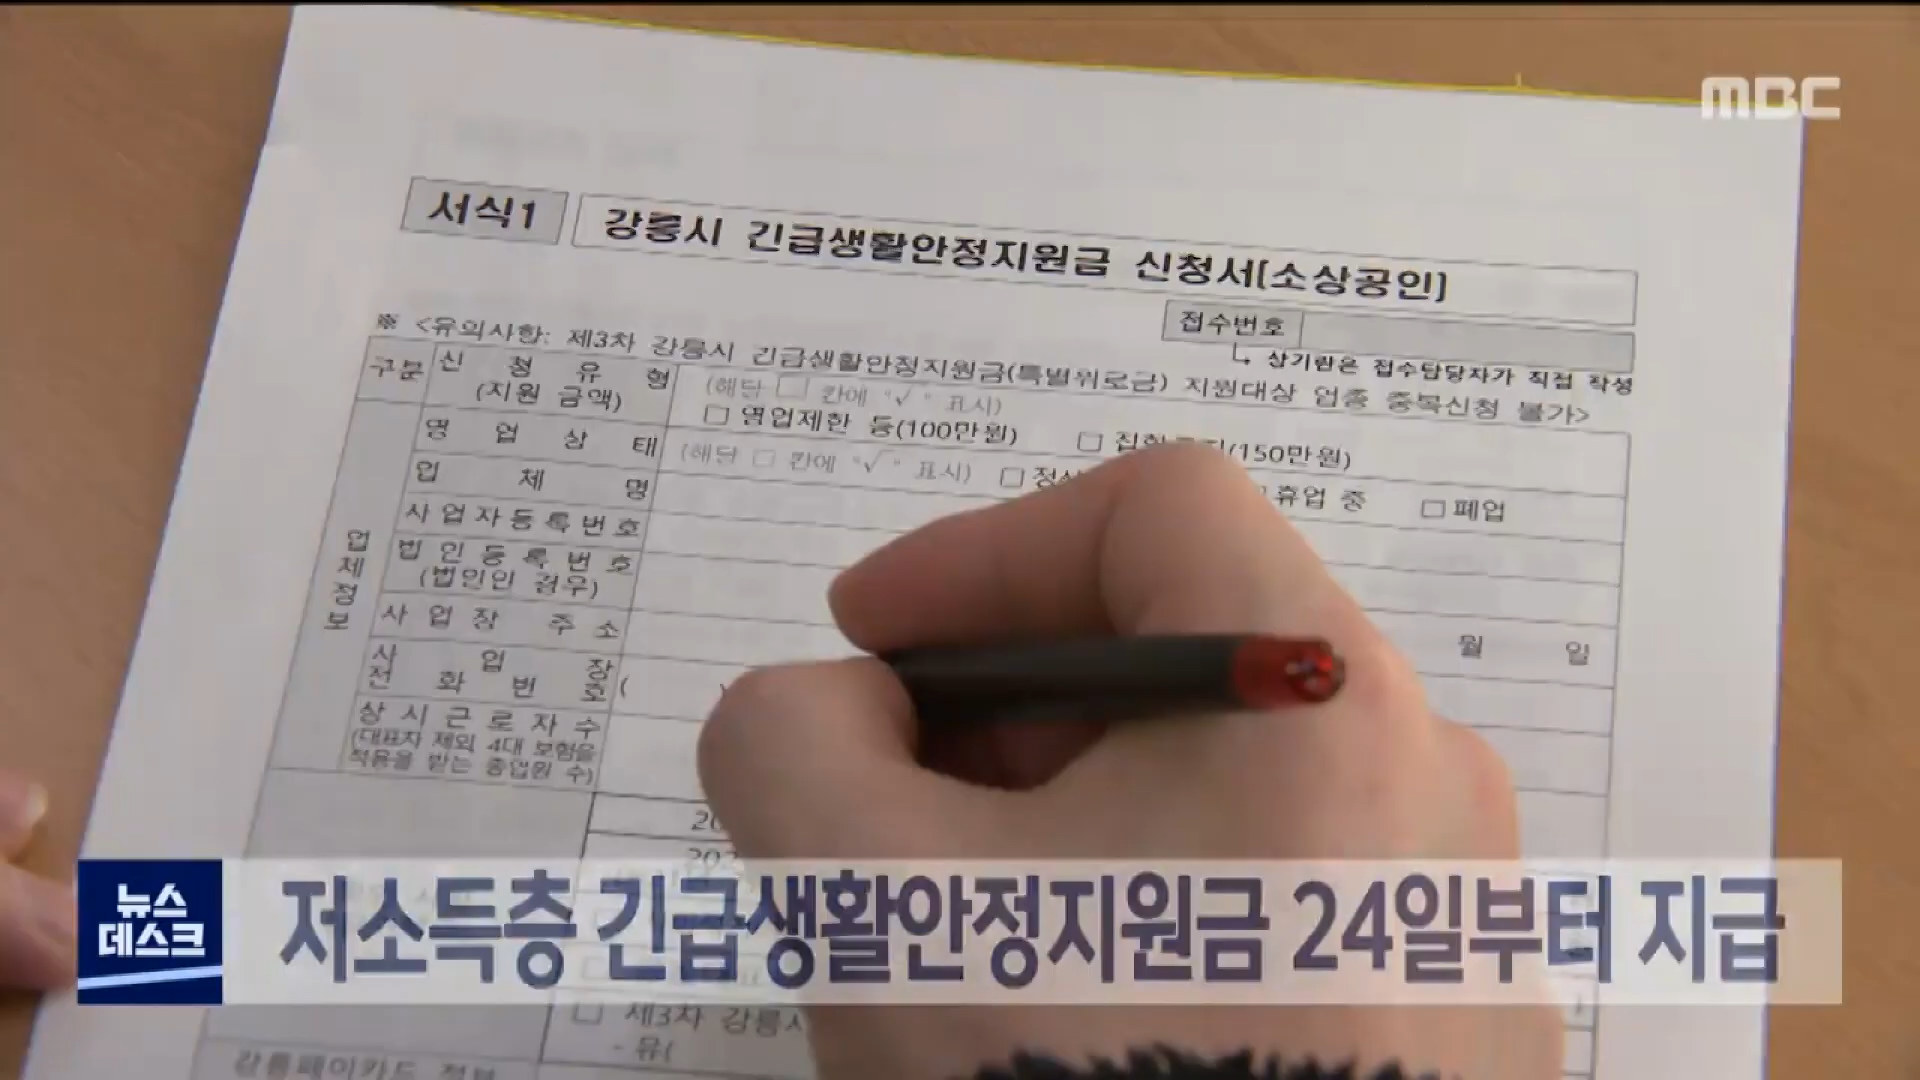 MBC
서식1 강릉시 긴급생활안정지원금 신청서[소상공인]
접수번호
↳ 상기란은 접수담당자가 직접 작성
※ <유의사항: 제3차 강릉시 긴급생활안정지원금(특별위로금) 지원대상 업종 중복신청 불가>
구분 신청유형 (해당 □ 칸에 "√" 표시)
(지원 금액) □ 영업제한 등(100만원) □ (150만원)
영업상태 (해당 □ 칸에 "√" 표시) □ 휴업 중 □ 폐업
업체정보
업체명
사업자등록번호
법인등록번호
(법인인 경우)
월 일
사업장 주소
사업장
전화번호 (
상시근로자수
(대표자 제외 4대 보험을
적용을 받는 종업원 수)
□ 제3차 강릉시
- 유(
강릉페이카드 정보
뉴스
데스크
저소득층 긴급생활안정지원금 24일부터 지급